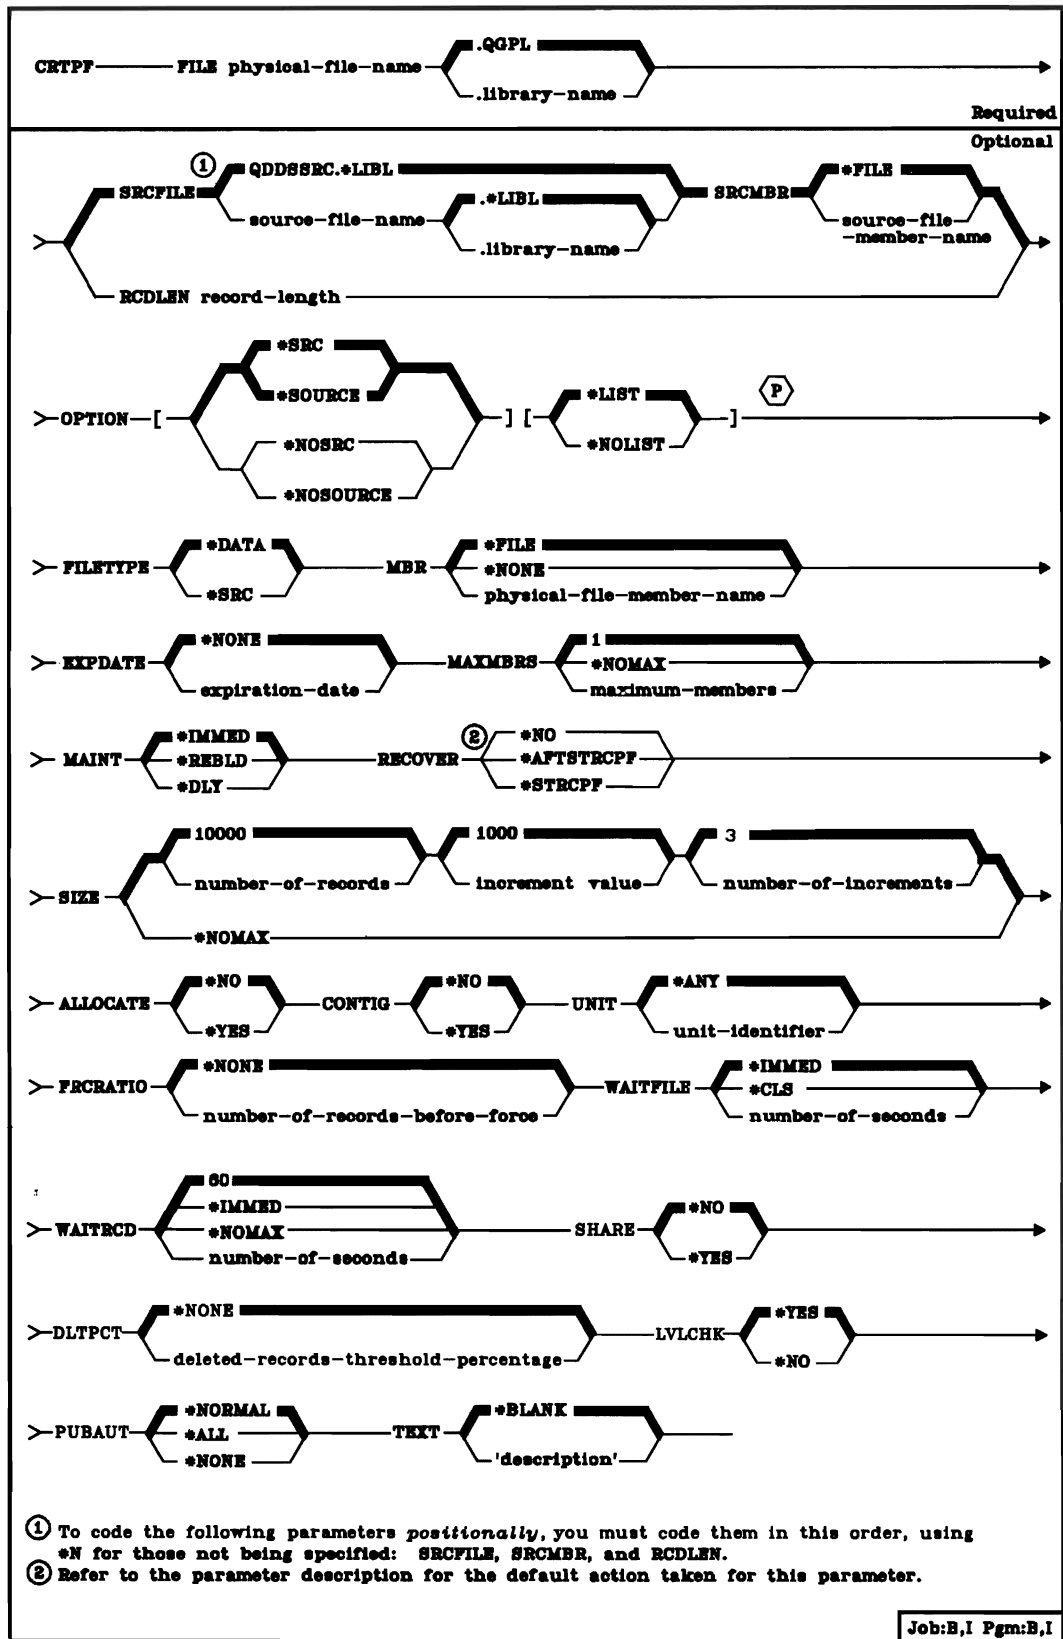 .QGPL
CRTPF FILE physical-file-name
.library-name
Required
Optional
① QDDSSRC.*LIBL *FILE
SRCFILE .*LIBL SRCMBR
source-file-name source-file
-member-name
.library-name
RCDLEN record-length
*SRC
*SOURCE *LIST P
>OPTION [ ] [ ]
*NOSRC *NOLIST
*NOSOURCE
*DATA *FILE
>FILETYPE MBR *NONE
*SRC physical-file-member-name
*NONE 1
>EXPDATE MAXMBRS *NOMAX
expiration-date maximum-members
*IMMED ② *NO
>MAINT *REBLD RECOVER *AFTSTRCPF
*DLY *STRCPF
10000 1000 3
number-of-records increment value number-of-increments
>SIZE
*NOMAX
*NO *NO *ANY
>ALLOCATE CONTIG UNIT
*YES *YES unit-identifier
*NONE *IMMED
>FRCRATIO WAITFILE *CLS
number-of-records-before-force number-of-seconds
60
*IMMED *NO
>WAITRCD *NOMAX SHARE
number-of-seconds *YES
*NONE *YES
>DLTPCT LVLCHK
deleted-records-threshold-percentage *NO
*NORMAL *BLANK
>PUBAUT *ALL TEXT
*NONE 'description'
① To code the following parameters positionally, you must code them in this order, using
*N for those not being specified: SRCFILE, SRCMBR, and RCDLEN.
② Refer to the parameter description for the default action taken for this parameter.
Job:B,I Pgm:B,I